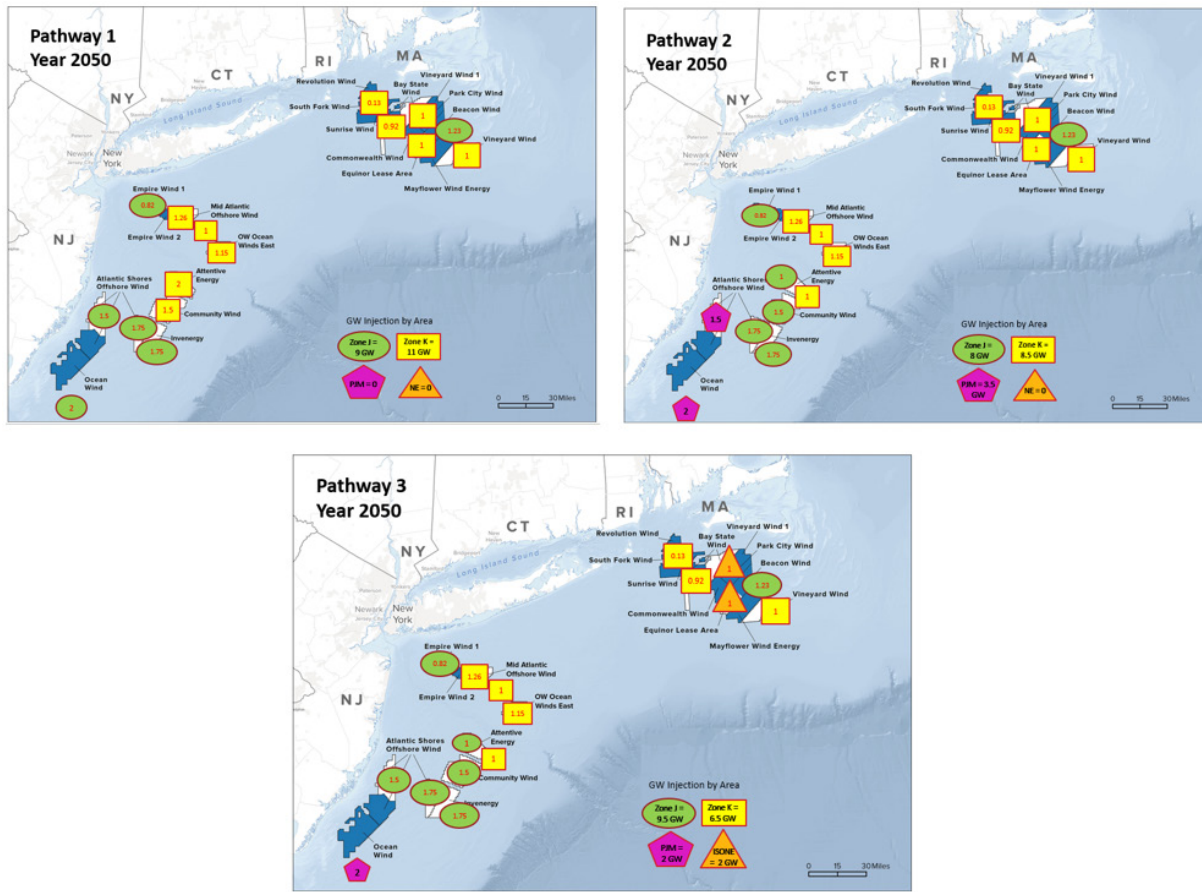 Pathway 1
Year 2050
MA
RI
CT
NY
NJ
Long Island Sound
Newark
New
York
Paterson
Revolution Wind
Bay State
Wind
Vineyard Wind 1
Park City Wind
Beacon Wind
South Fork Wind
0.13
1
Sunrise Wind
0.92
1.23
Vineyard Wind
Commonwealth Wind
1
1
Equinor Lease Area
Mayflower Wind Energy
Empire Wind 1
0.82
1.26
Mid Atlantic
Offshore Wind
Empire Wind 2
1
OW Ocean
Winds East
1.15
Attentive
Energy
2
Atlantic Shores
Offshore Wind
1.5
Community Wind
1.5
1.75
Invenergy
1.75
Ocean
Wind
2
GW Injection by Area
Zone J =
9 GW
Zone K =
11 GW
PJM = 0
NE = 0
0 15 30 Miles
Pathway 2
Year 2050
MA
RI
CT
NY
NJ
Long Island Sound
Newark
New
York
Paterson
Revolution Wind
Bay State
Wind
Vineyard Wind 1
Park City Wind
Beacon Wind
South Fork Wind
0.13
1
Sunrise Wind
0.92
1.23
Vineyard Wind
Commonwealth Wind
1
1
Equinor Lease Area
Mayflower Wind Energy
Empire Wind 1
0.82
1.26
Mid Atlantic
Offshore Wind
Empire Wind 2
1
OW Ocean
Winds East
1.15
Attentive
Energy
1
Atlantic Shores
Offshore Wind
1
1.5
Community Wind
1.5
1.75
Invenergy
1.75
Ocean
Wind
2
GW Injection by Area
Zone J =
8 GW
Zone K =
8.5 GW
PJM = 3.5
GW
NE = 0
0 15 30 Miles
Pathway 3
Year 2050
MA
RI
CT
NY
NJ
Long Island Sound
Newark
New
York
Paterson
Revolution Wind
Bay State
Wind
Vineyard Wind 1
Park City Wind
Beacon Wind
South Fork Wind
0.13
1
Sunrise Wind
0.92
1.23
Vineyard Wind
Commonwealth Wind
1
1
Equinor Lease Area
Mayflower Wind Energy
Empire Wind 1
0.82
1.26
Mid Atlantic
Offshore Wind
Empire Wind 2
1
OW Ocean
Winds East
1.15
Attentive
Energy
1
Atlantic Shores
Offshore Wind
1
1.5
Community Wind
1.5
1.75
Invenergy
1.75
Ocean
Wind
2
GW Injection by Area
Zone J =
9.5 GW
Zone K =
6.5 GW
PJM =
2 GW
ISONE
= 2 GW
0 15 30 Miles